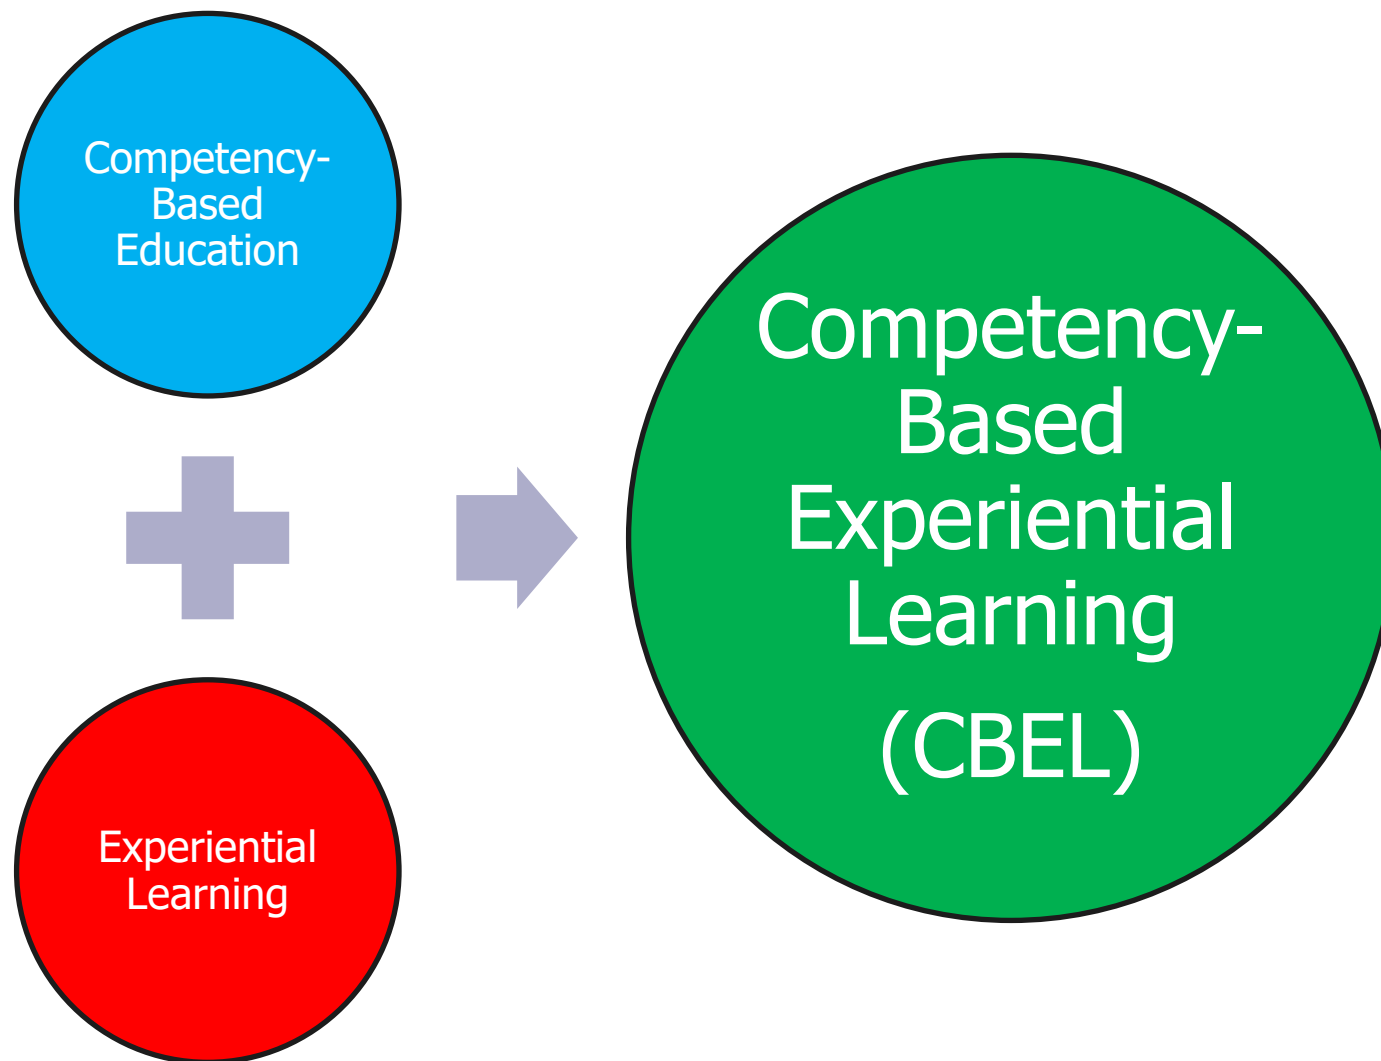 Competency-
Based
Education
Experiential
Learning
Competency-
Based
Experiential
Learning
(CBEL)